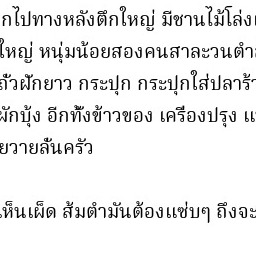 กไปทางหลังตึกใหญ่ มีชานไม้โล่ง
ใหญ่ หนุ่มน้อยสองคนสาละวนตำ
ถั่วฝักยาว กระปุก กระปุกใส่ปลาร้า
ผักบุ้ง อีกทั้งข้าวของ เครื่องปรุง
ยวายลั่นครัว
เห็นเผ็ด ส้มตำมันต้องแซ่บๆ ถึงจะ